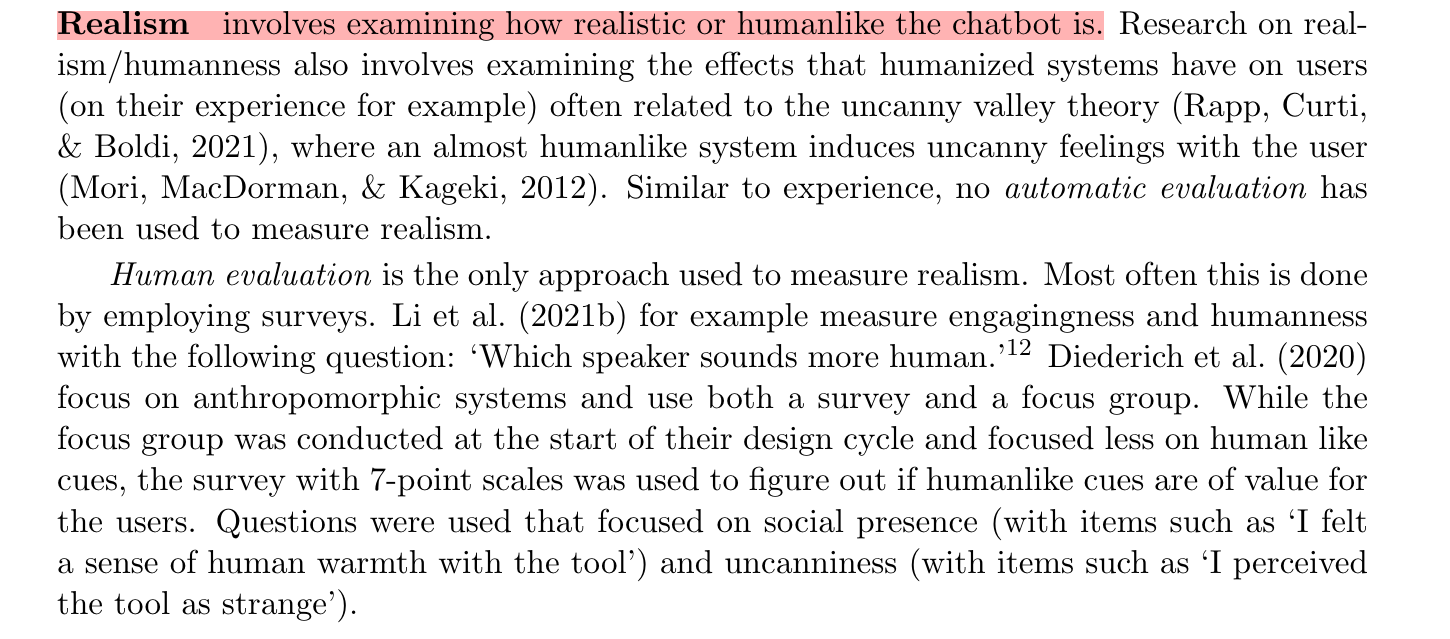 Realism involves examining how realistic or humanlike the chatbot is. Research on real-
ism/humanness also involves examining the effects that humanized systems have on users
(on their experience for example) often related to the uncanny valley theory (Rapp, Curti,
& Boldi, 2021), where an almost humanlike system induces uncanny feelings with the user
(Mori, MacDorman, & Kageki, 2012). Similar to experience, no automatic evaluation has
been used to measure realism.
Human evaluation is the only approach used to measure realism. Most often this is done
by employing surveys. Li et al. (2021b) for example measure engagingness and humanness
with the following question: ‘Which speaker sounds more human.’12 Diederich et al. (2020)
focus on anthropomorphic systems and use both a survey and a focus group. While the
focus group was conducted at the start of their design cycle and focused less on human like
cues, the survey with 7-point scales was used to figure out if humanlike cues are of value for
the users. Questions were used that focused on social presence (with items such as ‘I felt
a sense of human warmth with the tool’) and uncanniness (with items such as ‘I perceived
the tool as strange’).